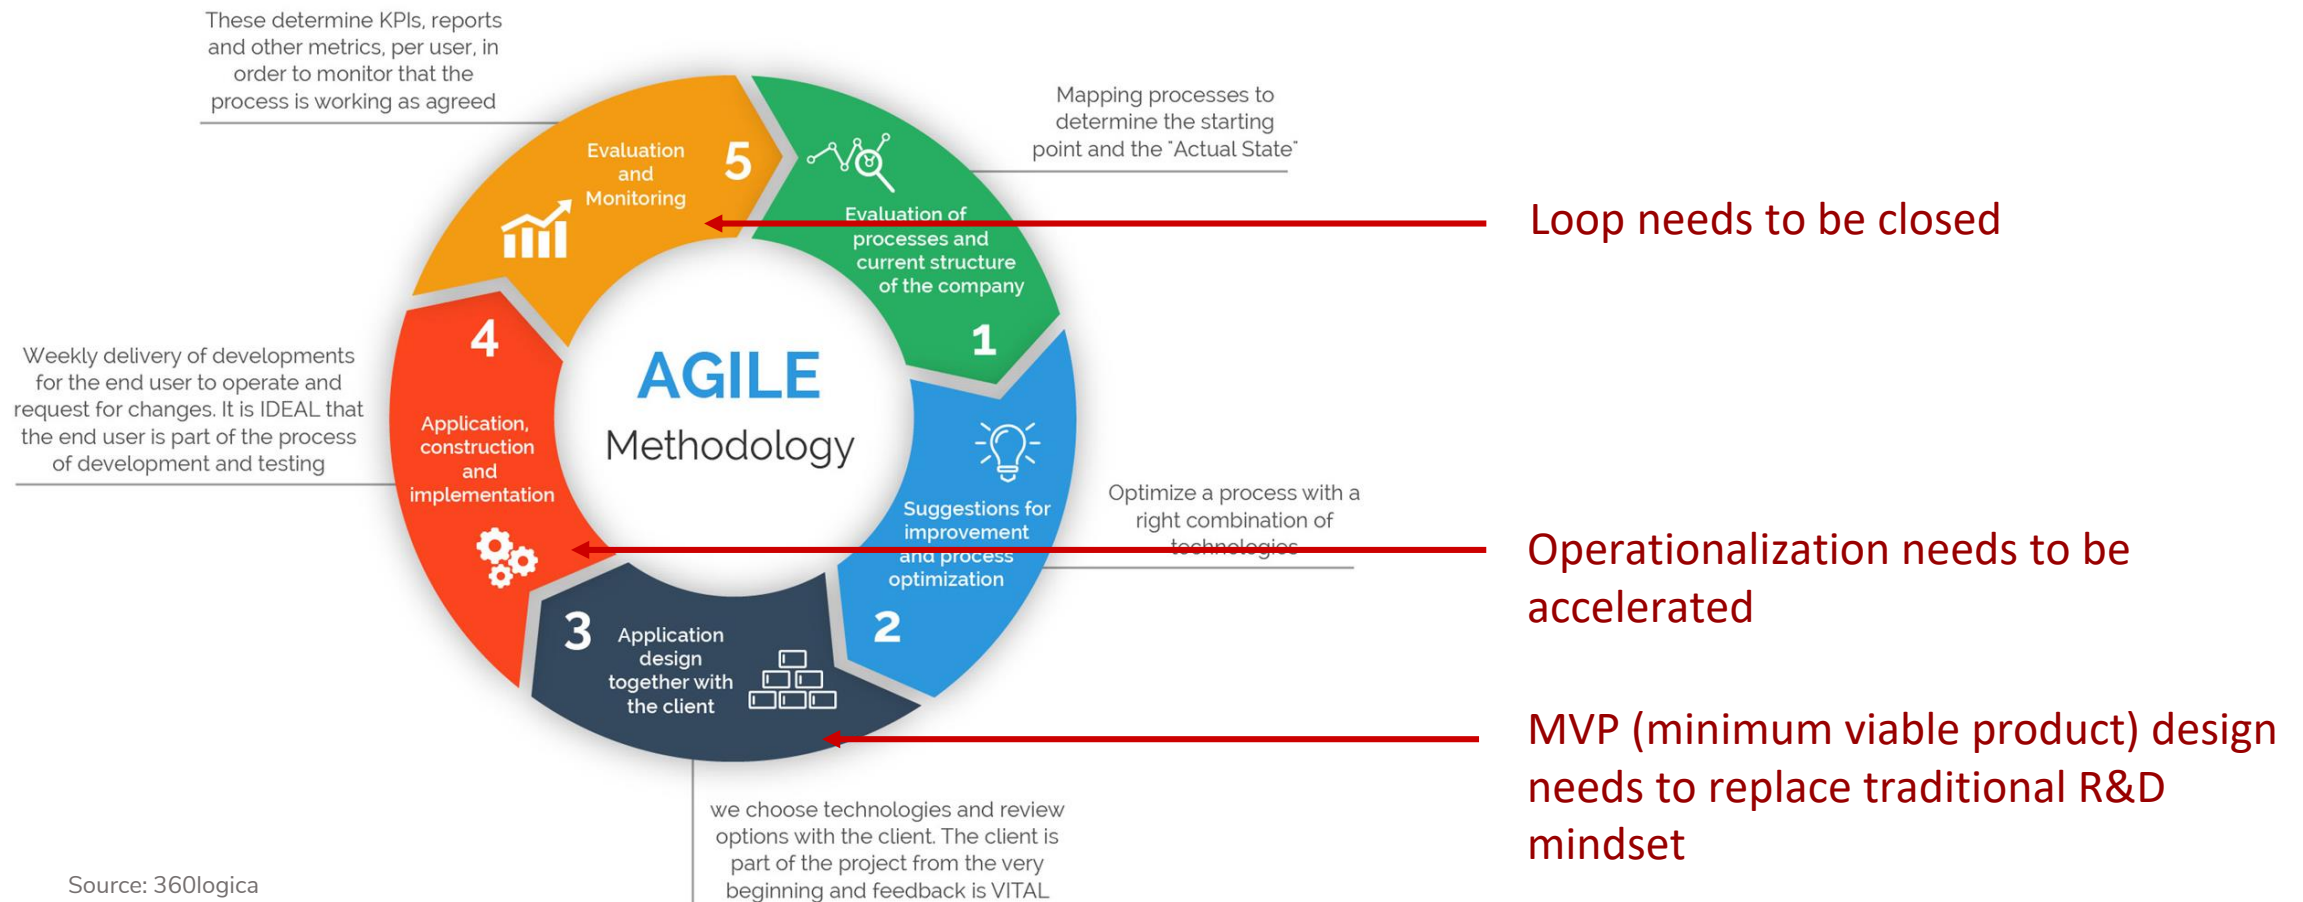 These determine KPIs, reports
and other metrics, per user, in
order to monitor that the
process is working as agreed
Mapping processes to
determine the starting
point and the "Actual State"
Evaluation
and
Monitoring
5
Evaluation of
processes and
current structure
of the company
1
Loop needs to be closed
Weekly delivery of developments
for the end user to operate and
request for changes. It is IDEAL that
the end user is part of the process
of development and testing
4
Application,
construction
and
implementation
AGILE
Methodology
Suggestions for
improvement
and process
optimization
2
Optimize a process with a
right combination of
technologies
Operationalization needs to be
accelerated
3
Application
design
together with
the client
MVP (minimum viable product) design
needs to replace traditional R&D
mindset
we choose technologies and review
options with the client. The client is
part of the project from the very
beginning and feedback is VITAL
Source: 360logica